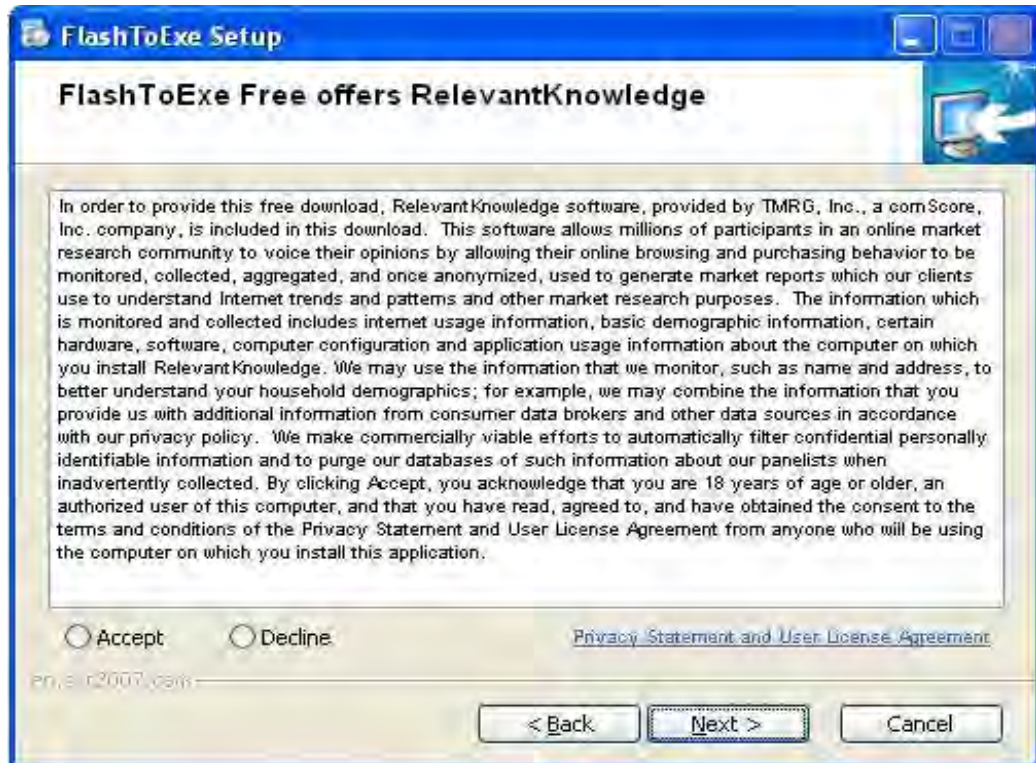 FlashToExe Setup
FlashToExe Free offers RelevantKnowledge
In order to provide this free download, RelevantKnowledge software, provided by TMRG, Inc., a comScore,
Inc. company, is included in this download. This software allows millions of participants in an online market
research community to voice their opinions by allowing their online browsing and purchasing behavior to be
monitored, collected, aggregated, and once anonymized, used to generate market reports which our clients
use to understand Internet trends and patterns and other market research purposes. The information which
is monitored and collected includes internet usage information, basic demographic information, certain
hardware, software, computer configuration and application usage information about the computer on which
you install RelevantKnowledge. We may use the information that we monitor, such as name and address, to
better understand your household demographics; for example, we may combine the information that you
provide us with additional information from consumer data brokers and other data sources in accordance
with our privacy policy. We make commercially viable efforts to automatically filter confidential personally
identifiable information and to purge our databases of such information about our panelists when
inadvertently collected. By clicking Accept, you acknowledge that you are 18 years of age or older, an
authorized user of this computer, and that you have read, agreed to, and have obtained the consent to the
terms and conditions of the Privacy Statement and User License Agreement from anyone who will be using
the computer on which you install this application.
Accept Decline Privacy Statement and User License Agreement
< Back Next > Cancel